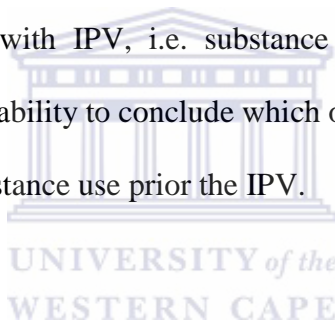 with IPV, i.e. substance
ability to conclude which
stance use prior the IPV.
UNIVERSITY of the
WESTERN CAPE